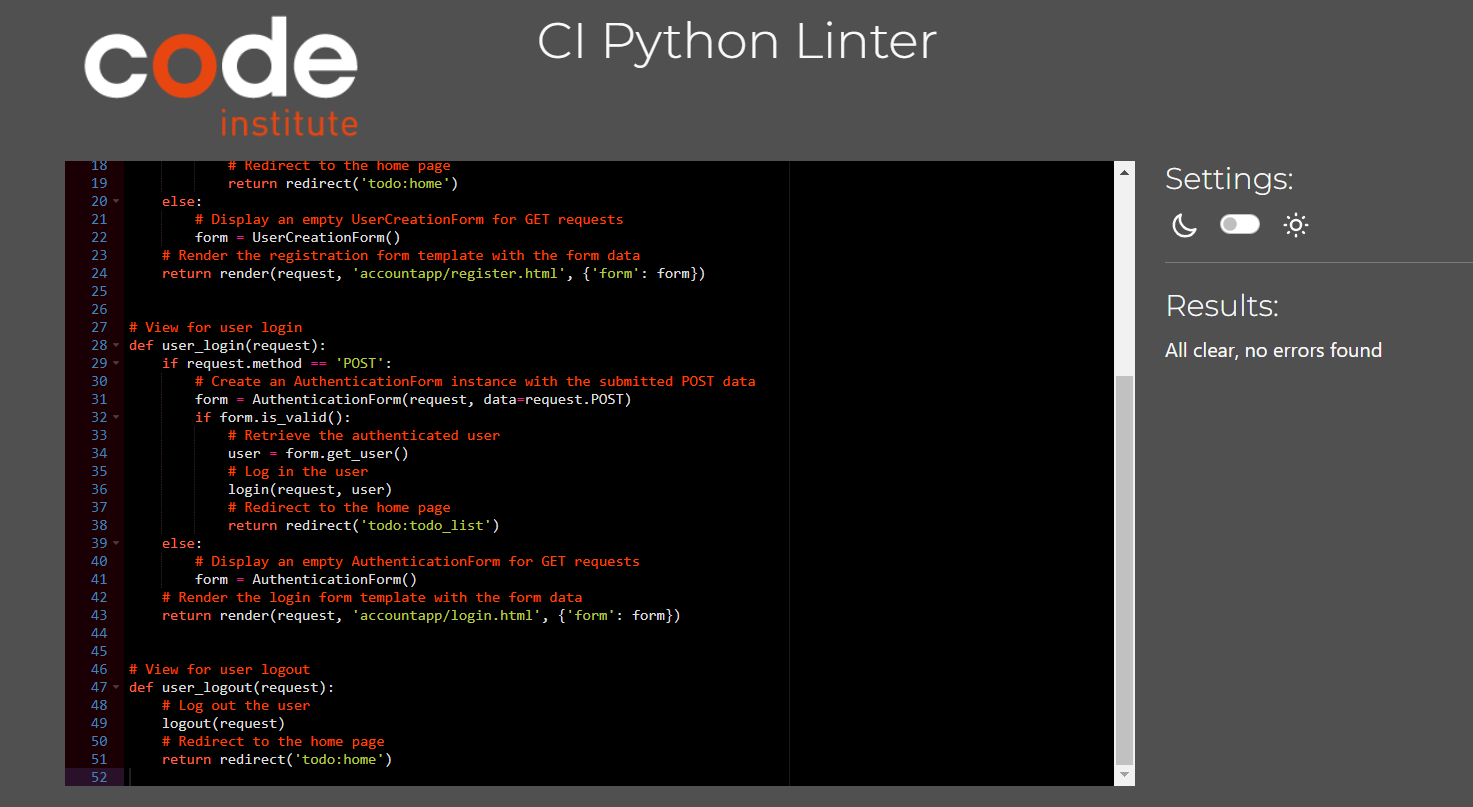 code
institute
CI Python Linter
18             # Redirect to the home page
19             return redirect('todo:home')
20     else:
21         # Display an empty UserCreationForm for GET requests
22         form = UserCreationForm()
23     # Render the registration form template with the form data
24     return render(request, 'accountapp/register.html', {'form': form})
25
26
27 # View for user login
28 def user_login(request):
29     if request.method == 'POST':
30         # Create an AuthenticationForm instance with the submitted POST data
31         form = AuthenticationForm(request, data=request.POST)
32         if form.is_valid():
33             # Retrieve the authenticated user
34             user = form.get_user()
35             # Log in the user
36             login(request, user)
37             # Redirect to the home page
38             return redirect('todo:todo_list')
39     else:
40         # Display an empty AuthenticationForm for GET requests
41         form = AuthenticationForm()
42     # Render the login form template with the form data
43     return render(request, 'accountapp/login.html', {'form': form})
44
45
46 # View for user logout
47 def user_logout(request):
48     # Log out the user
49     logout(request)
50     # Redirect to the home page
51     return redirect('todo:home')
52
Settings:
Results:
All clear, no errors found